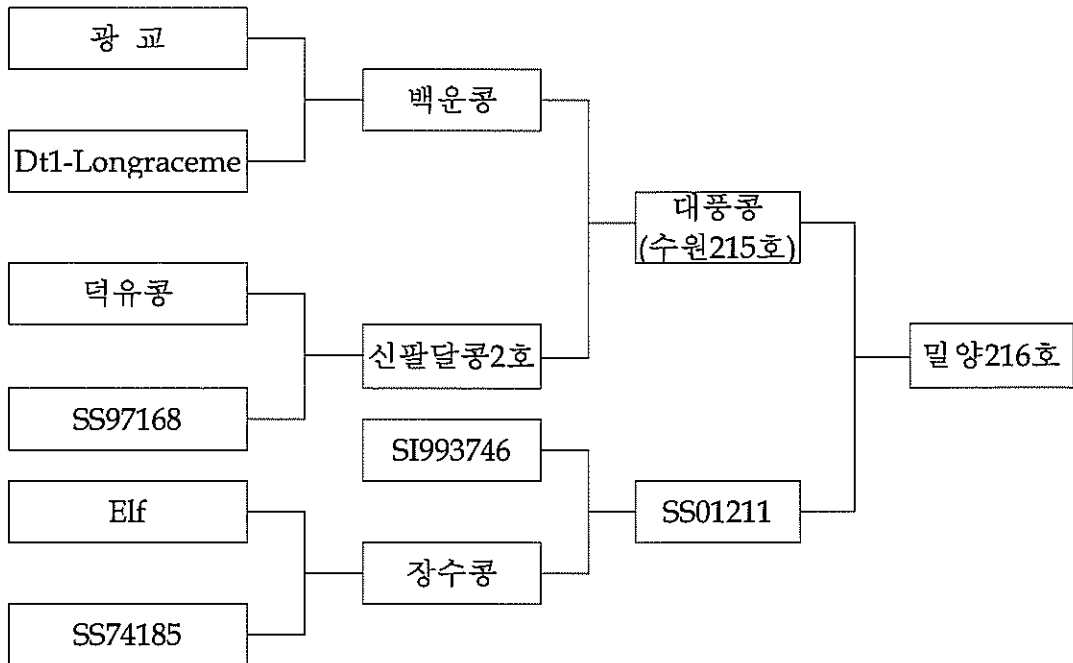 광 교
백운콩
Dt1-Longraceme
대풍콩
(수원215호)
덕유콩
신팔달콩2호
밀양216호
SS97168
SI993746
Elf
SS01211
장수콩
SS74185